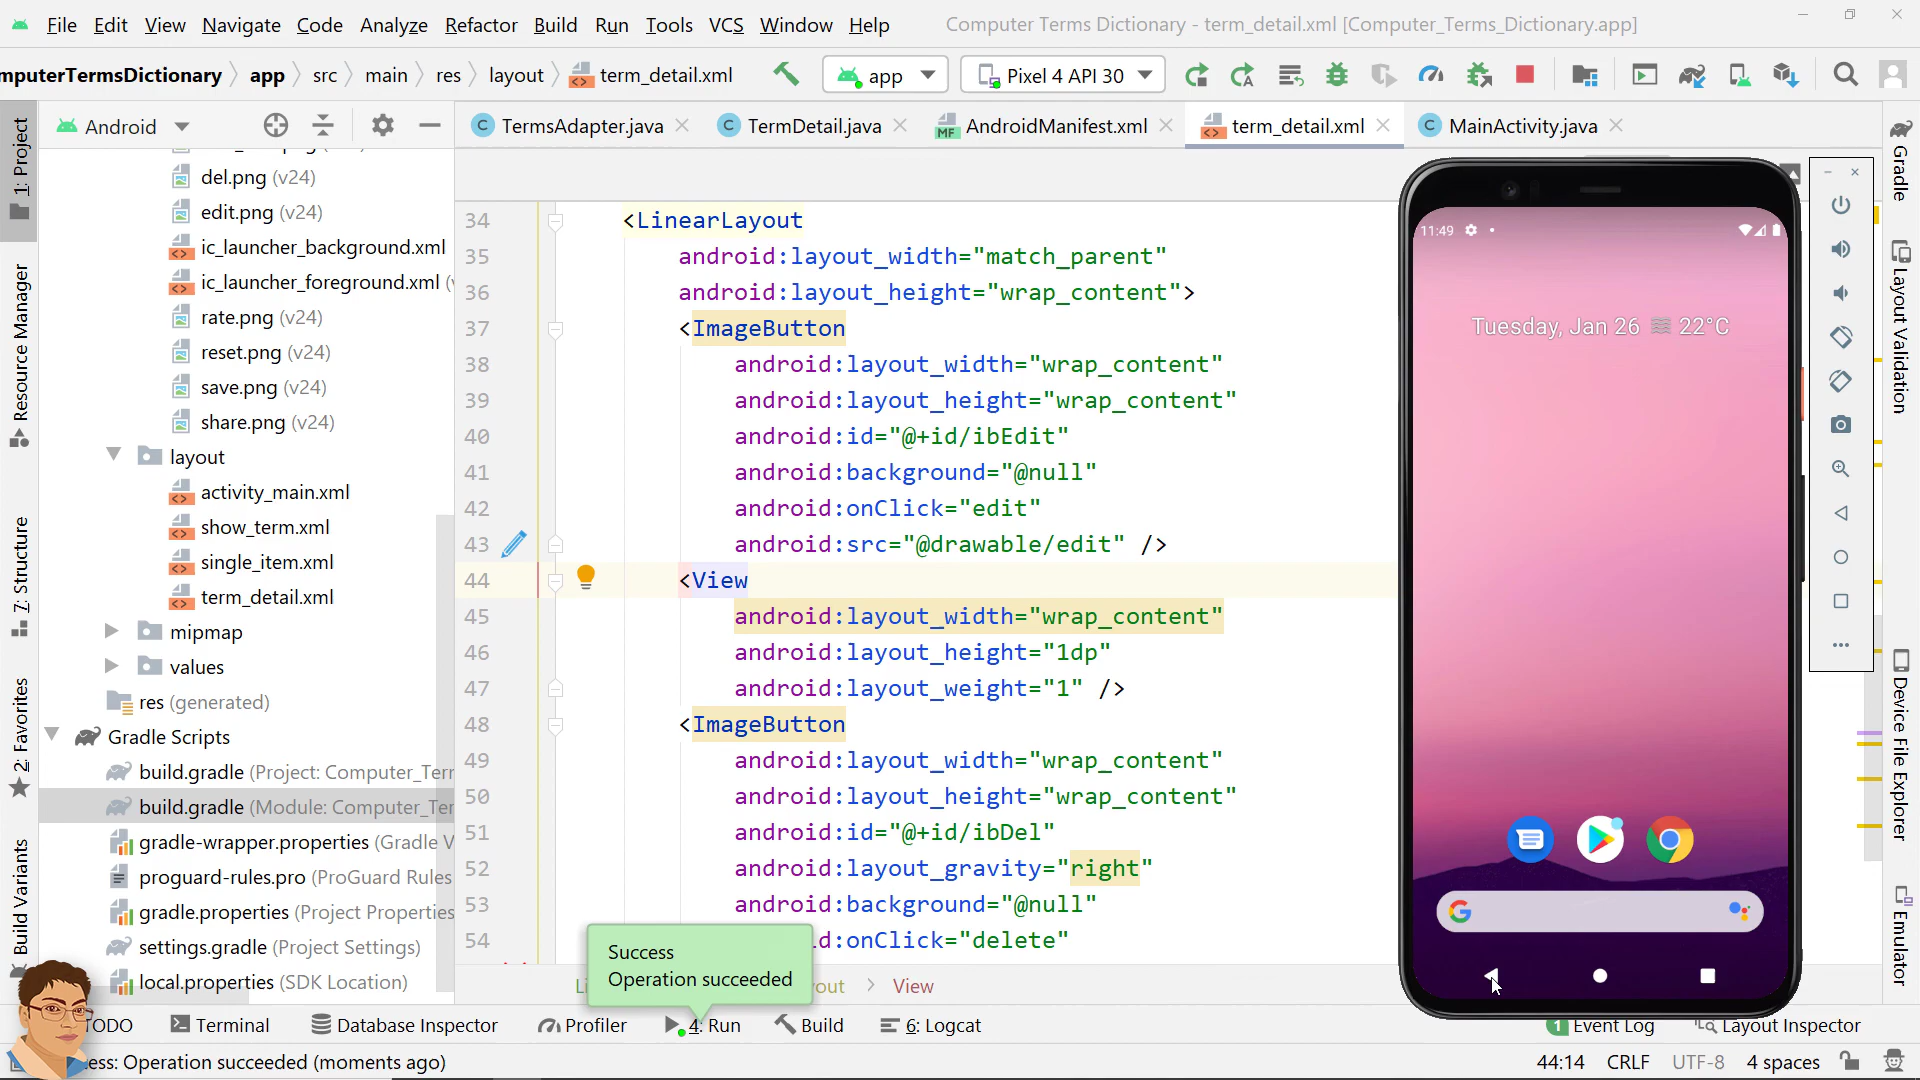 File Edit View Navigate Code Analyze Refactor Build Run Tools VCS Window Help Computer Terms Dictionary - term_detail.xml [Computer_Terms_Dictionary.app]
mputerTermsDictionary app src main res layout term_detail.xml app Pixel 4 API 30
Android
TermsAdapter.java TermDetail.java AndroidManifest.xml term_detail.xml MainActivity.java
1: Project
Resource Manager
7: Structure
2: Favorites
Build Variants
del.png (v24)
edit.png (v24)
ic_launcher_background.xml
ic_launcher_foreground.xml (v
rate.png (v24)
reset.png (v24)
save.png (v24)
share.png (v24)
layout
activity_main.xml
show_term.xml
single_item.xml
term_detail.xml
mipmap
values
res (generated)
Gradle Scripts
build.gradle (Project: Computer_Terr
build.gradle (Module: Computer_Ter
gradle-wrapper.properties (Gradle V
proguard-rules.pro (ProGuard Rules
gradle.properties (Project Properties
settings.gradle (Project Settings)
local.properties (SDK Location)
34 <LinearLayout
35 android:layout_width="match_parent"
36 android:layout_height="wrap_content">
37 <ImageButton
38 android:layout_width="wrap_content"
39 android:layout_height="wrap_content"
40 android:id="@+id/ibEdit"
41 android:background="@null"
42 android:onClick="edit"
43 android:src="@drawable/edit" />
44 <View
45 android:layout_width="wrap_content"
46 android:layout_height="1dp"
47 android:layout_weight="1" />
48 <ImageButton
49 android:layout_width="wrap_content"
50 android:layout_height="wrap_content"
51 android:id="@+id/ibDel"
52 android:layout_gravity="right"
53 android:background="@null"
54 d:onClick="delete"
Success
Operation succeeded
Li out View
11:49
Tuesday, Jan 26 22°C
Gradle
Layout Validation
Device File Explorer
Emulator
TODO Terminal Database Inspector Profiler 4: Run Build 6: Logcat 1 Event Log Layout Inspector
ess: Operation succeeded (moments ago) 44:14 CRLF UTF-8 4 spaces